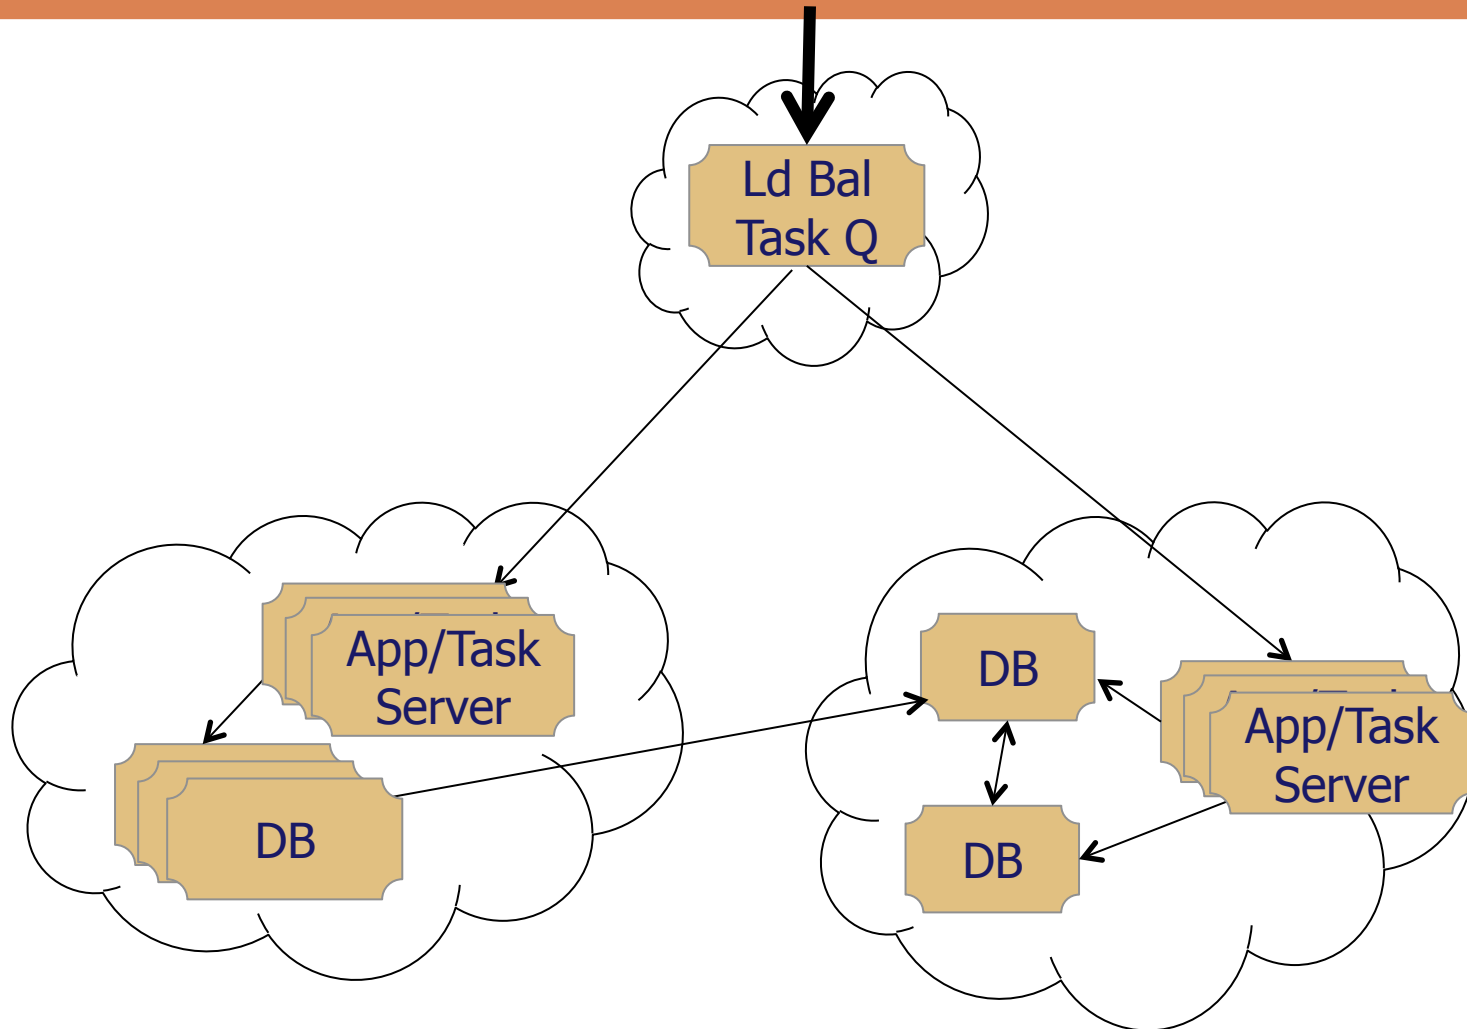 Ld Bal
Task Q
App/Task
Server
DB
DB
App/Task
Server
DB